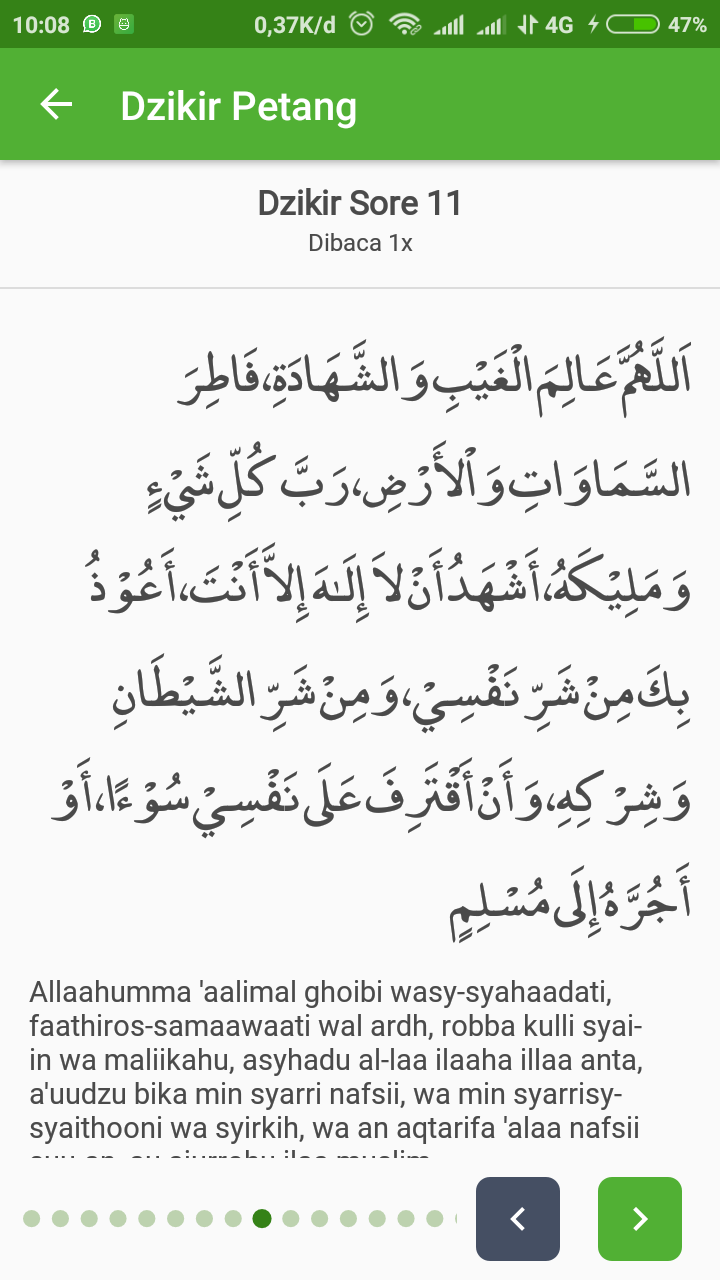 10:08 0,37K/d 4G 47%
Dzikir Petang
Dzikir Sore 11
Dibaca 1x
اَللَّهُمَّ عَالِمَ الْغَيْبِ وَالشَّهَادَةِ، فَاطِرَ
السَّمَاوَاتِ وَاْلأَرْضِ، رَبَّ كُلِّ شَيْءٍ
وَمَلِيْكَهُ، أَشْهَدُ أَنْ لاَ إِلَـٰهَ إِلاَّ أَنْتَ، أَعُوْذُ
بِكَ مِنْ شَرِّ نَفْسِيْ، وَمِنْ شَرِّ الشَّيْطَانِ
وَشِرْكِهِ، وَأَنْ أَقْتَرِفَ عَلَى نَفْسِيْ سُوْءًا، أَوْ
أَجُرَّهُ إِلَى مُسْلِمٍ
Allaahumma 'aalimal ghoibi wasy-syahaadati,
faathiros-samaawaati wal ardh, robba kulli syai-
in wa maliikahu, asyhadu al-laa ilaaha illaa anta,
a'uudzu bika min syarri nafsii, wa min syarrisy-
syaithooni wa syirkih, wa an aqtarifa 'alaa nafsii